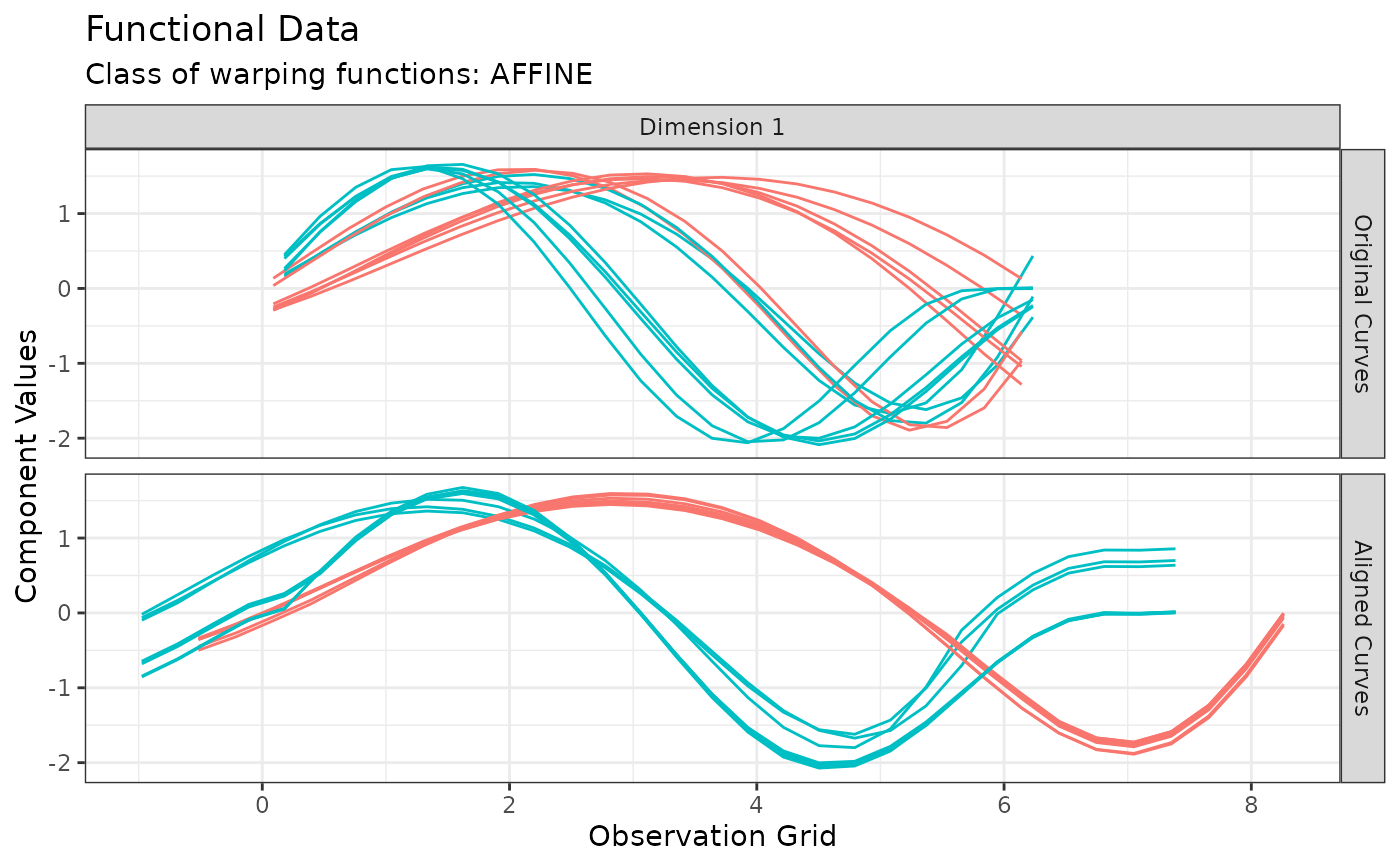 Functional Data
Class of warping functions: AFFINE
Dimension 1
1
0
-1
-2
Original Curves
Component Values
1
0
-1
-2
Aligned Curves
0 2 4 6 8
Observation Grid